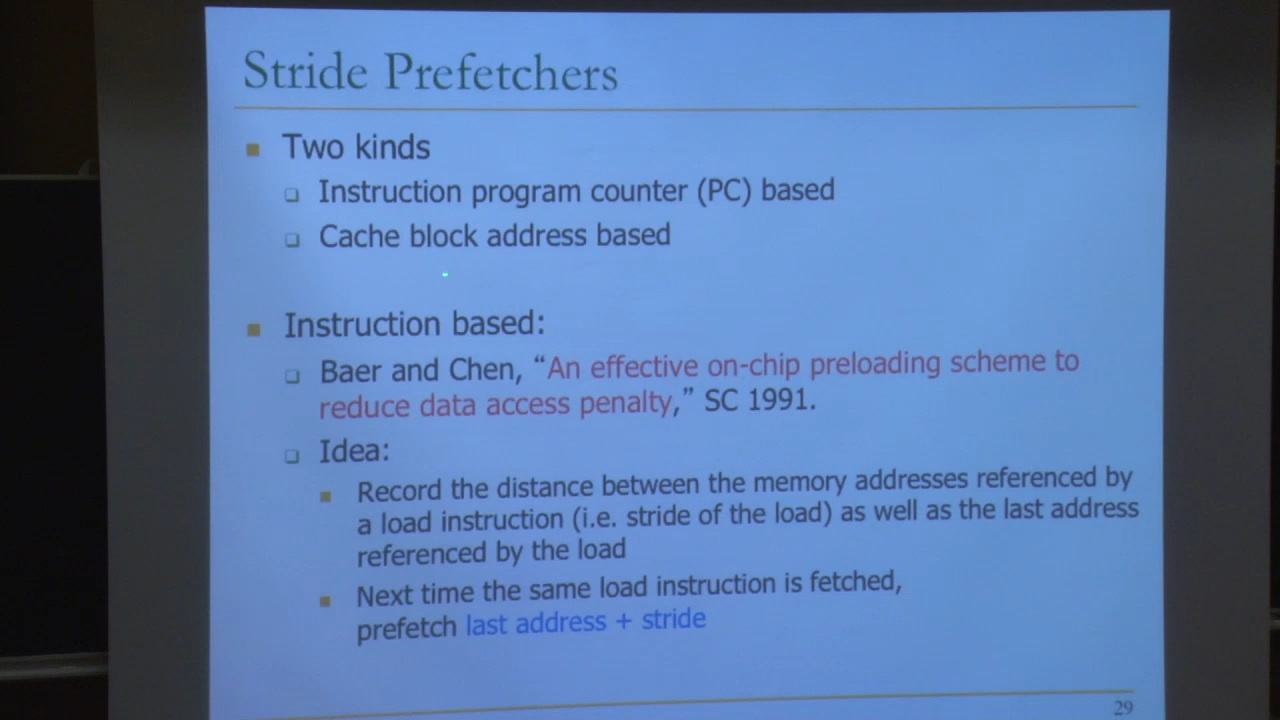 Stride Prefetchers
Two kinds
Instruction program counter (PC) based
Cache block address based
Instruction based:
Baer and Chen, “An effective on-chip preloading scheme to
reduce data access penalty,” SC 1991.
Idea:
Record the distance between the memory addresses referenced by
a load instruction (i.e. stride of the load) as well as the last address
referenced by the load
Next time the same load instruction is fetched,
prefetch last address + stride
29